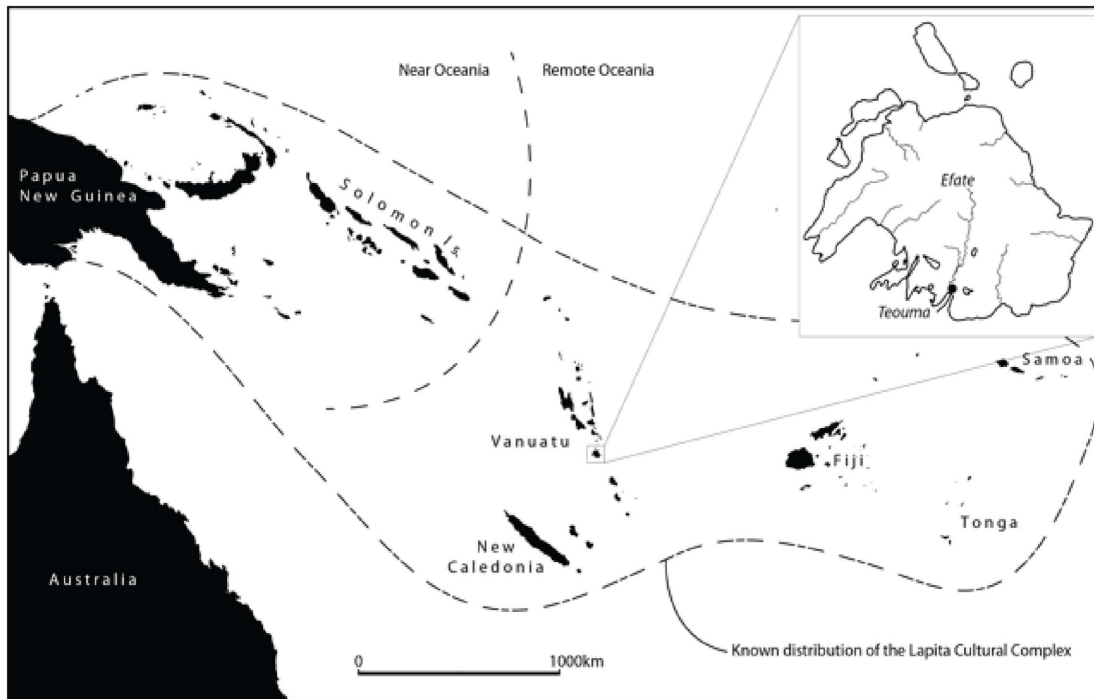 Near Oceania
Remote Oceania
Papua
New Guinea
Solomon Is.
Efate
Teouma
Samoa
Vanuatu
Fiji
Tonga
New
Caledonia
Australia
Known distribution of the Lapita Cultural Complex
0
1000km